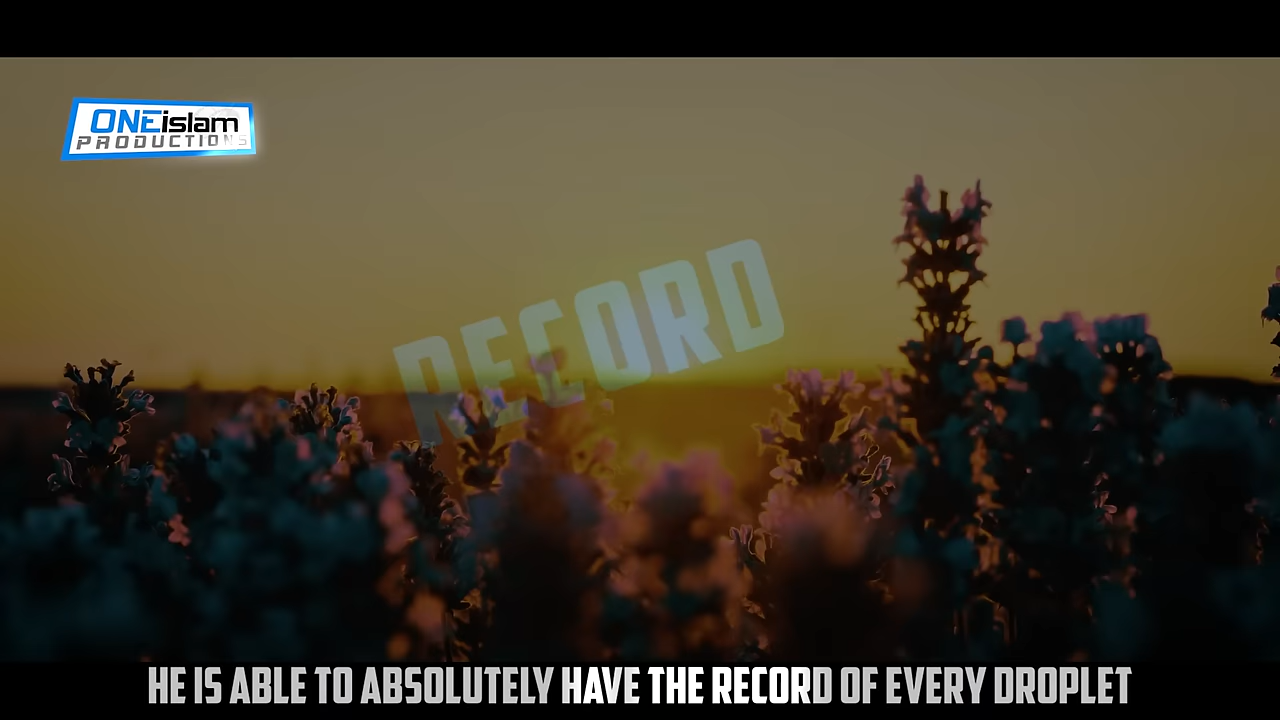 ONEislam
PRODUCTIONS
RECORD
HE IS ABLE TO ABSOLUTELY HAVE THE RECORD OF EVERY DROPLET